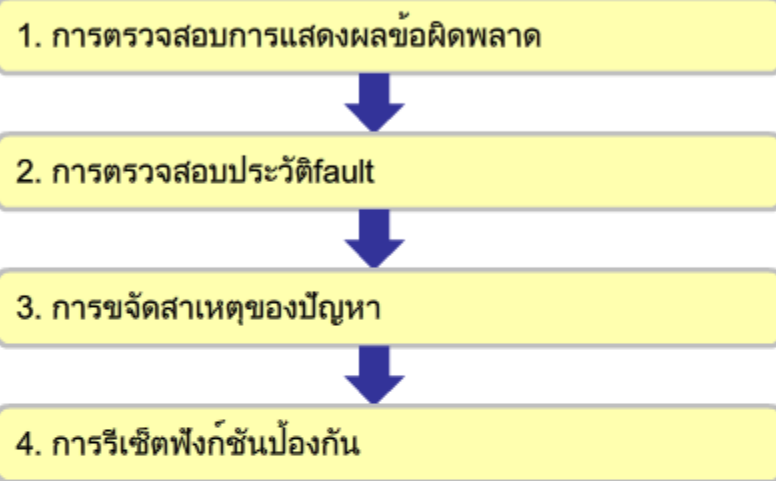 1. การตรวจสอบการแสดงผลข้อผิดพลาด
2. การตรวจสอบประวัติfault
3. การขจัดสาเหตุของปัญหา
4. การรีเซ็ตฟังก์ชันป้องกัน